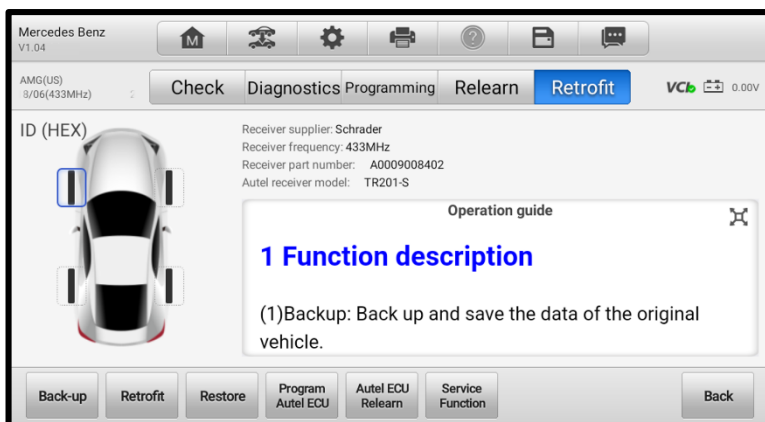 Mercedes Benz
V1.04
M
?
AMG(US)
8/06(433MHz)
2
Check
Diagnostics
Programming
Relearn
Retrofit
VCI
0.00V
ID (HEX)
Receiver supplier: Schrader
Receiver frequency: 433MHz
Receiver part number: A0009008402
Autel receiver model: TR201-S
Operation guide
1 Function description
(1)Backup: Back up and save the data of the original
vehicle.
Back-up
Retrofit
Restore
Program
Autel ECU
Autel ECU
Relearn
Service
Function
Back